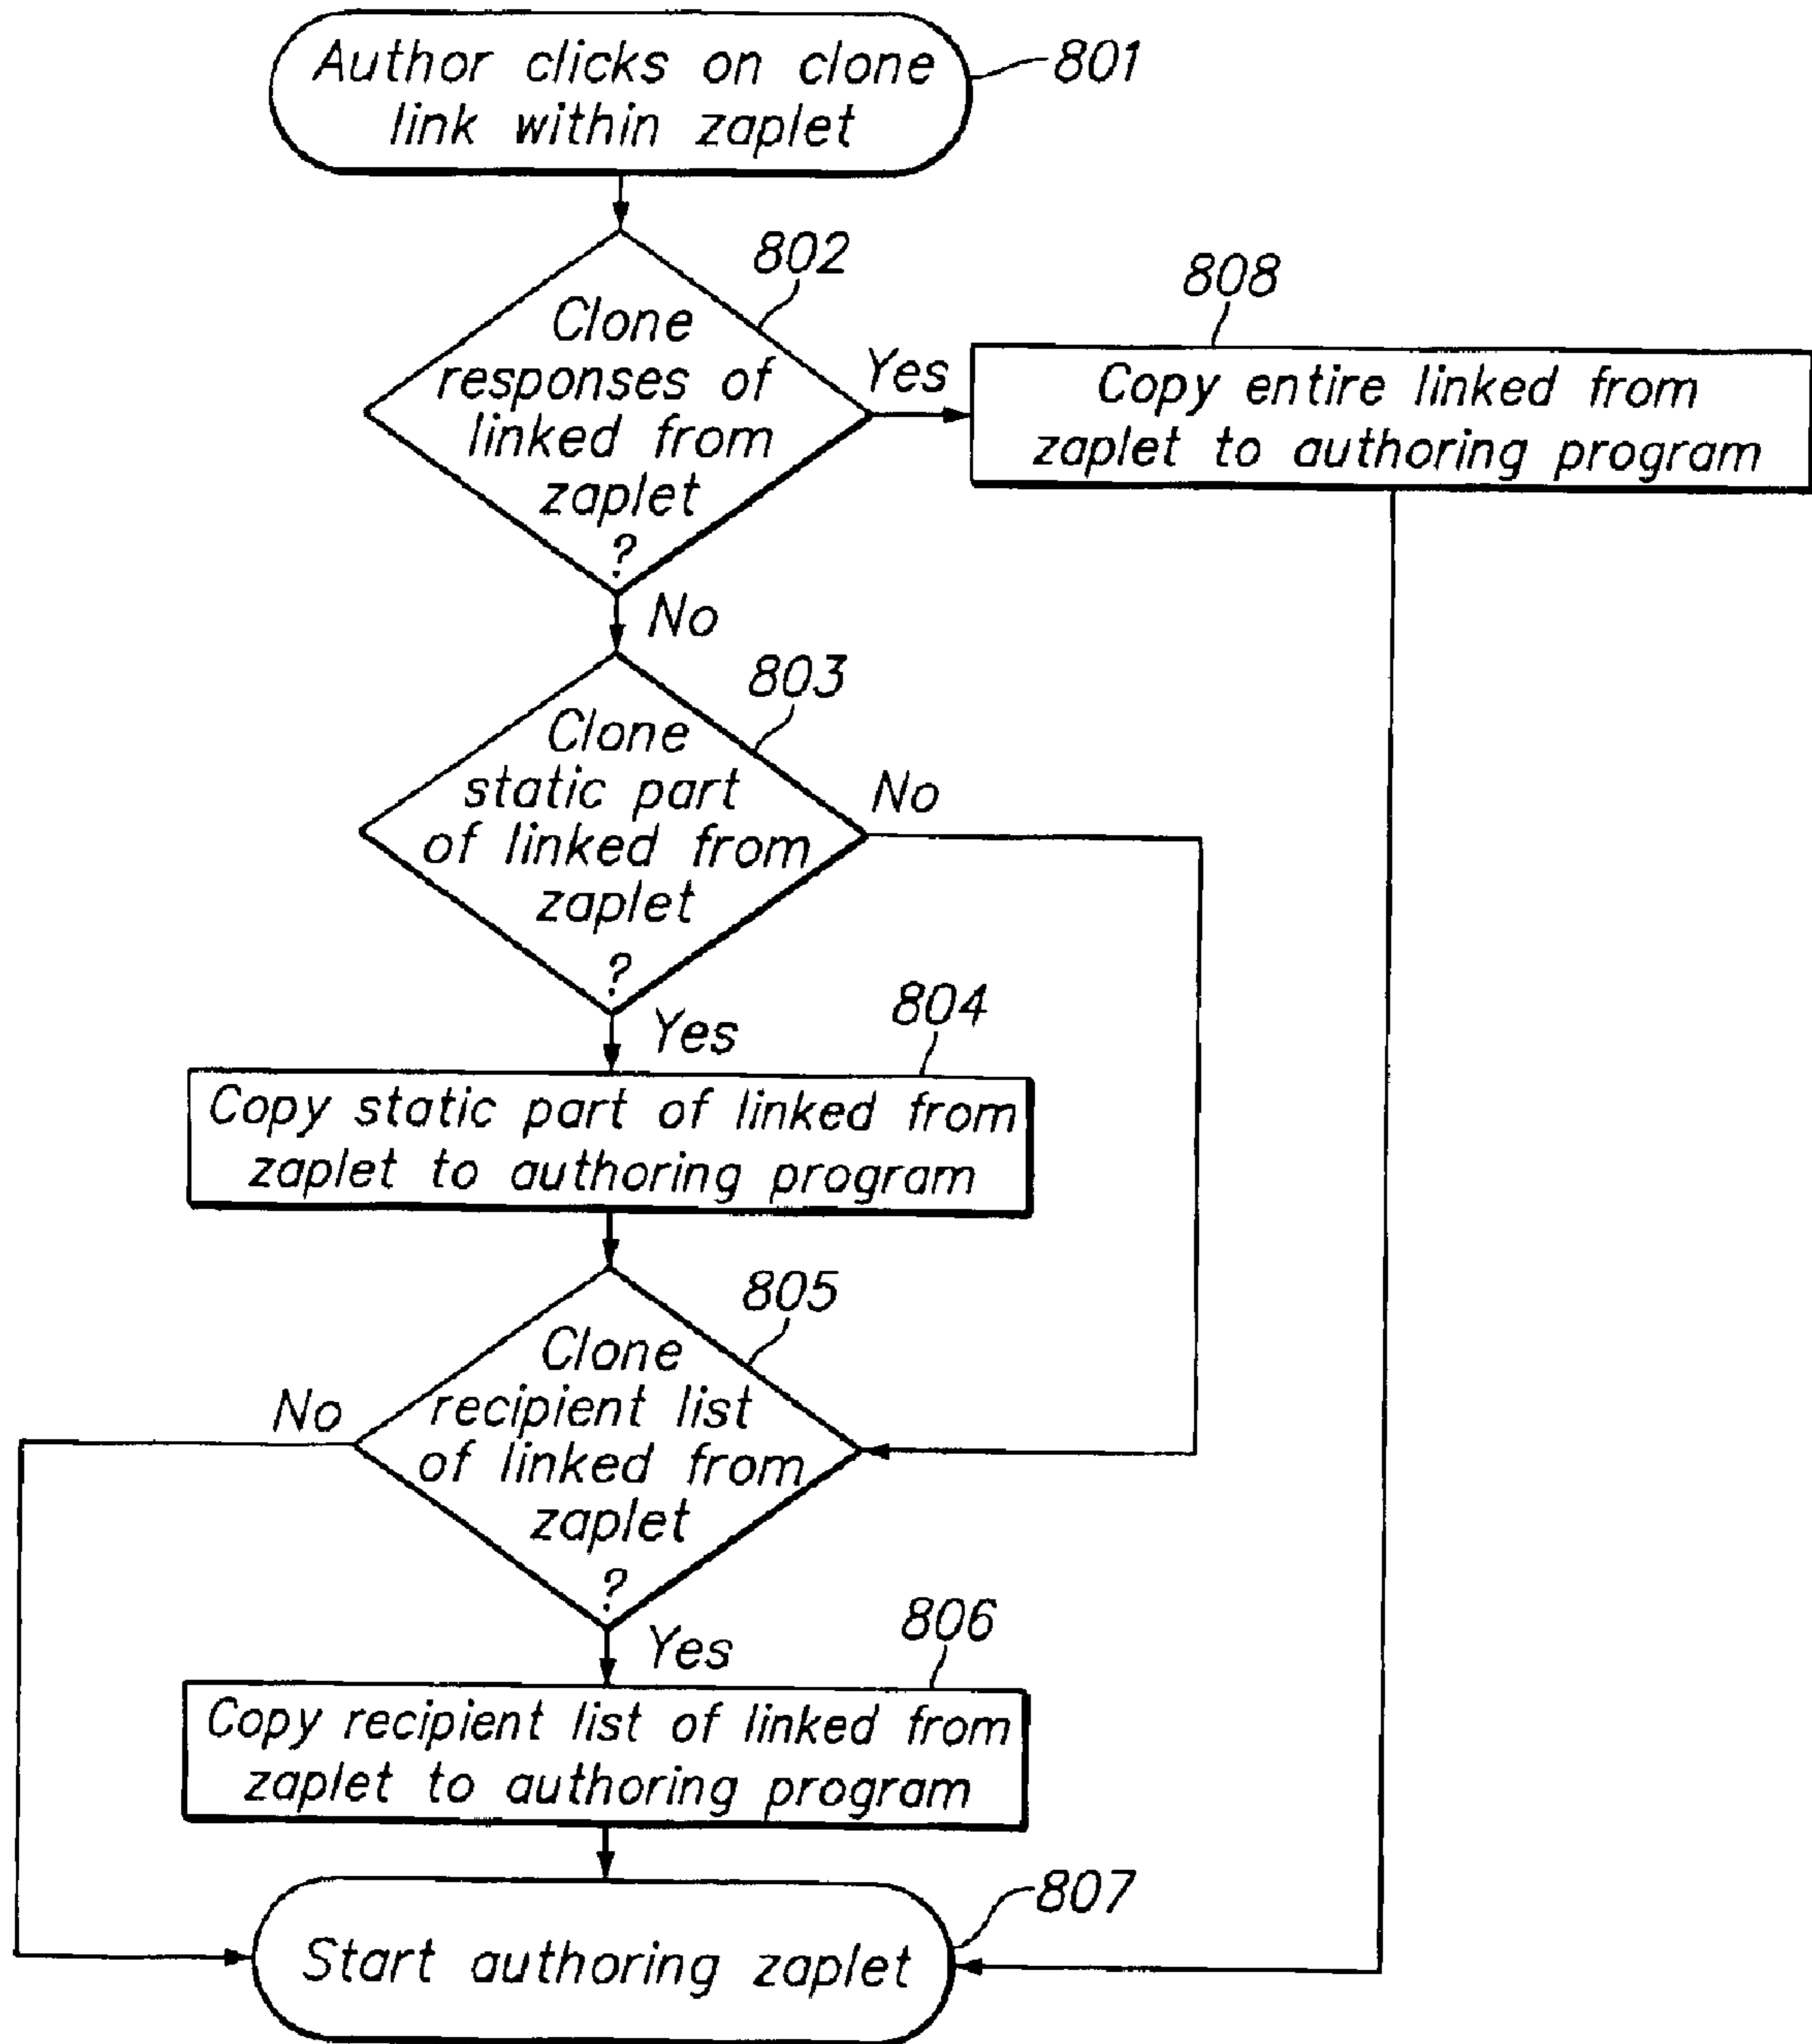 Author clicks on clone
link within zaplet
801
802
Clone
responses of
linked from
zaplet
?
Yes
808
Copy entire linked from
zaplet to authoring program
No
803
Clone
static part
of linked from
zaplet
?
No
Yes
804
Copy static part of linked from
zaplet to authoring program
805
Clone
recipient list
of linked from
zaplet
?
No
Yes
806
Copy recipient list of linked from
zaplet to authoring program
807
Start authoring zaplet